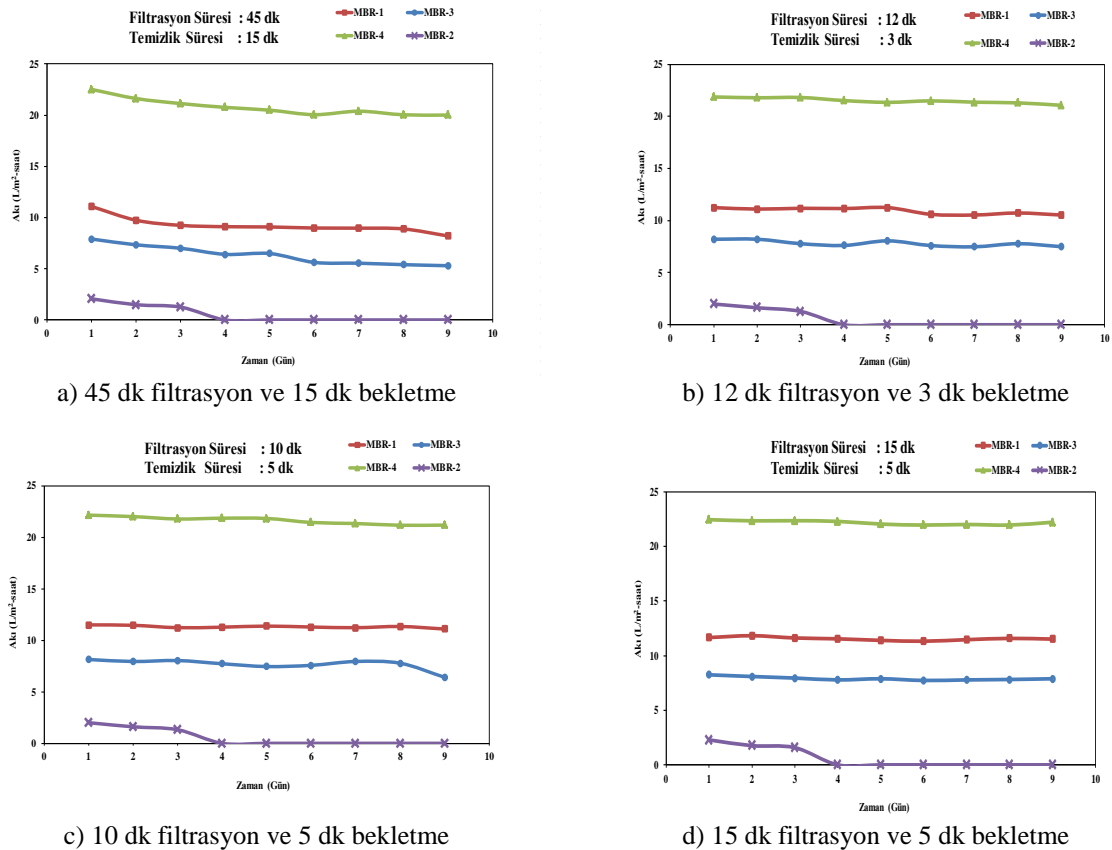 Filtrasyon Süresi : 45 dk
Temizlik Süresi : 15 dk
MBR-1 MBR-3
MBR-4 MBR-2
Akı (L/m²-saat)
25
20
15
10
5
0
0 1 2 3 4 5 6 7 8 9 10
Zaman (Gün)
a) 45 dk filtrasyon ve 15 dk bekletme
Filtrasyon Süresi : 12 dk
Temizlik Süresi : 3 dk
MBR-1 MBR-3
MBR-4 MBR-2
Akı (L/m²-saat)
25
20
15
10
5
0
0 1 2 3 4 5 6 7 8 9 10
Zaman (Gün)
b) 12 dk filtrasyon ve 3 dk bekletme
Filtrasyon Süresi : 10 dk
Temizlik Süresi : 5 dk
MBR-1 MBR-3
MBR-4 MBR-2
Akı (L/m²-saat)
25
20
15
10
5
0
0 1 2 3 4 5 6 7 8 9 10
Zaman (Gün)
c) 10 dk filtrasyon ve 5 dk bekletme
Filtrasyon Süresi : 15 dk
Temizlik Süresi : 5 dk
MBR-1 MBR-3
MBR-4 MBR-2
Akı (L/m²-saat)
25
20
15
10
5
0
0 1 2 3 4 5 6 7 8 9 10
Zaman (Gün)
d) 15 dk filtrasyon ve 5 dk bekletme